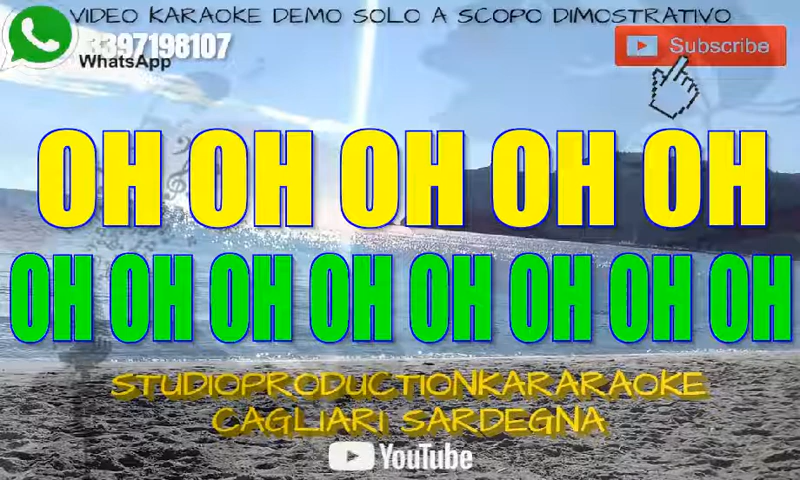 VIDEO KARAOKE DEMO SOLO A SCOPO DIMOSTRATIVO
3397198107
WhatsApp
Subscribe
OH OH OH OH OH
OH OH OH OH OH OH OH OH
STUDIOPRODUCTIONKARARAOKE
CAGLIARI SARDEGNA
YouTube